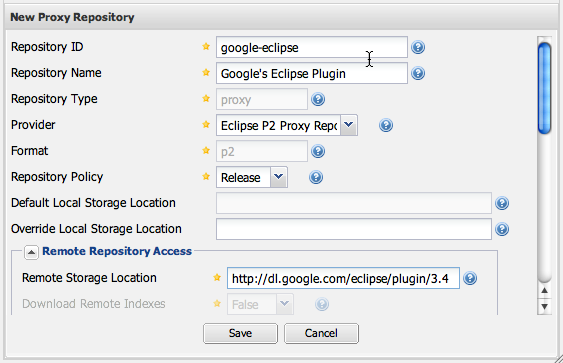 New Proxy Repository
Repository ID google-eclipse
Repository Name Google's Eclipse Plugin
Repository Type proxy
Provider Eclipse P2 Proxy Repo
Format p2
Repository Policy Release
Default Local Storage Location
Override Local Storage Location
Remote Repository Access
Remote Storage Location http://dl.google.com/eclipse/plugin/3.4
Download Remote Indexes False
Save Cancel